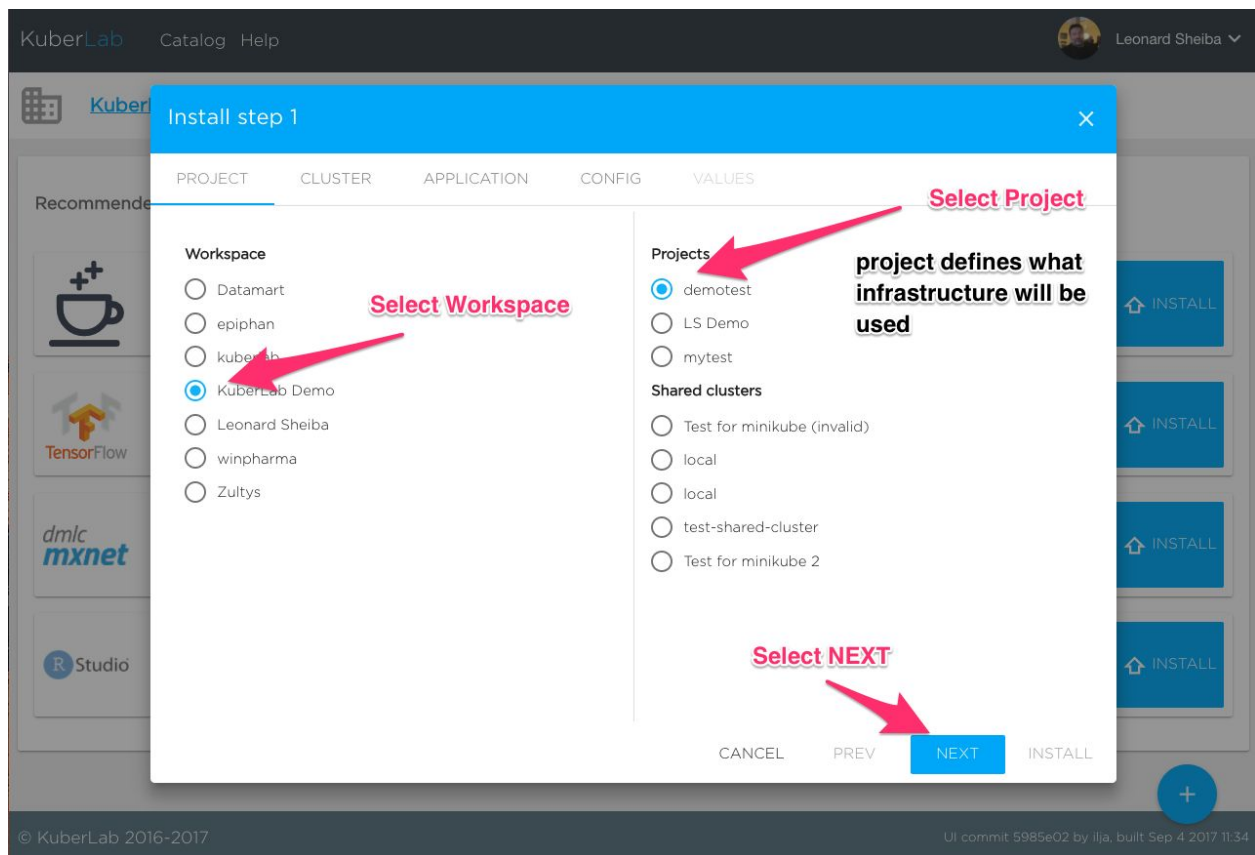 KuberLab Catalog Help Leonard Sheiba
Kuberl
Install step 1
PROJECT CLUSTER APPLICATION CONFIG VALUES
Recommende
Select Project
Workspace
Projects
Datamart
demotest
project defines what
infrastructure will be
used
Select Workspace
epiphan
LS Demo
kuberlab
mytest
KuberLab Demo
Shared clusters
Leonard Sheiba
Test for minikube (invalid)
winpharma
local
Zultys
local
test-shared-cluster
Test for minikube 2
++
INSTALL
TensorFlow
INSTALL
dmlc
mxnet
INSTALL
R Studio
INSTALL
Select NEXT
CANCEL PREV NEXT INSTALL
+
© KuberLab 2016-2017
UI commit 5985e02 by ilja, built Sep 4 2017 11:34